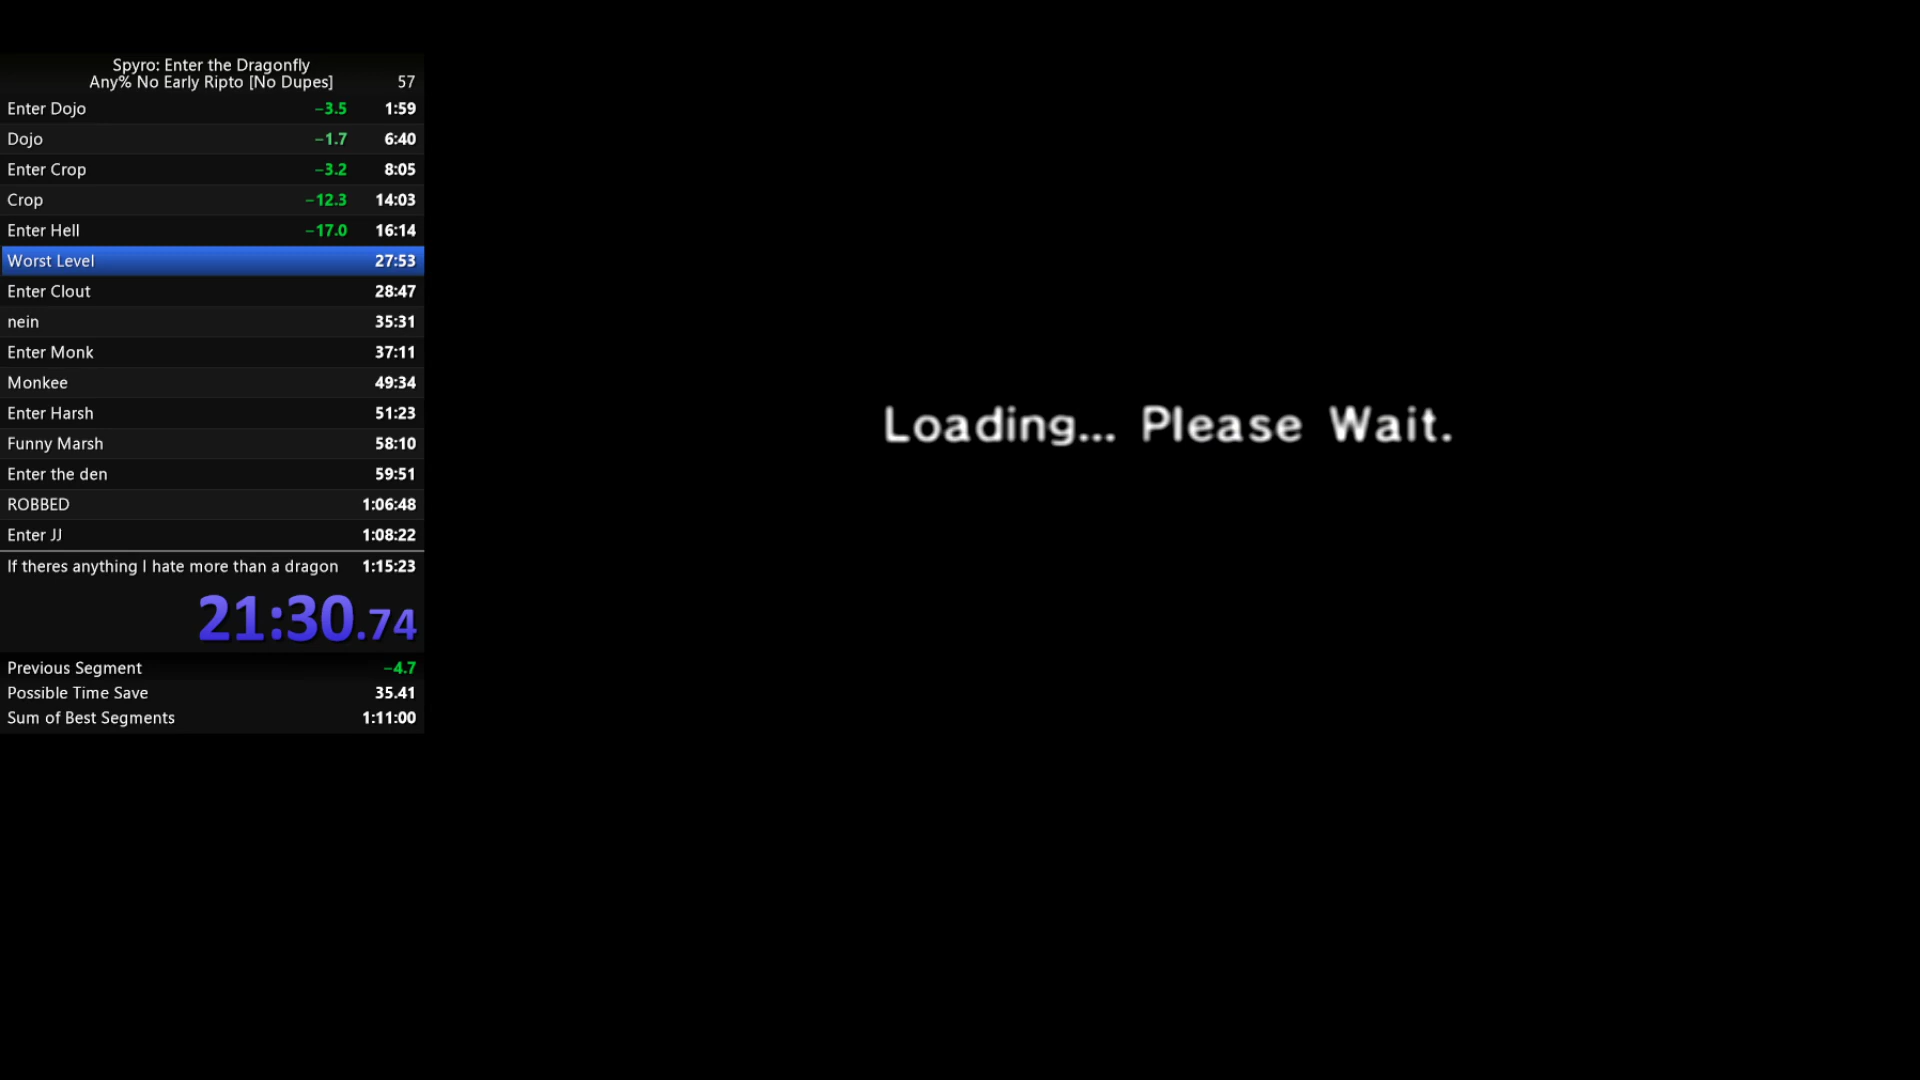 Spyro: Enter the Dragonfly
Any% No Early Ripto [No Dupes] 57
Enter Dojo −3.5 1:59
Dojo −1.7 6:40
Enter Crop −3.2 8:05
Crop −12.3 14:03
Enter Hell −17.0 16:14
Worst Level 27:53
Enter Clout 28:47
nein 35:31
Enter Monk 37:11
Monkee 49:34
Enter Harsh 51:23
Funny Marsh 58:10
Enter the den 59:51
ROBBED 1:06:48
Enter JJ 1:08:22
If theres anything I hate more than a dragon 1:15:23
21:30.74
Previous Segment −4.7
Possible Time Save 35.41
Sum of Best Segments 1:11:00
Loading... Please Wait.